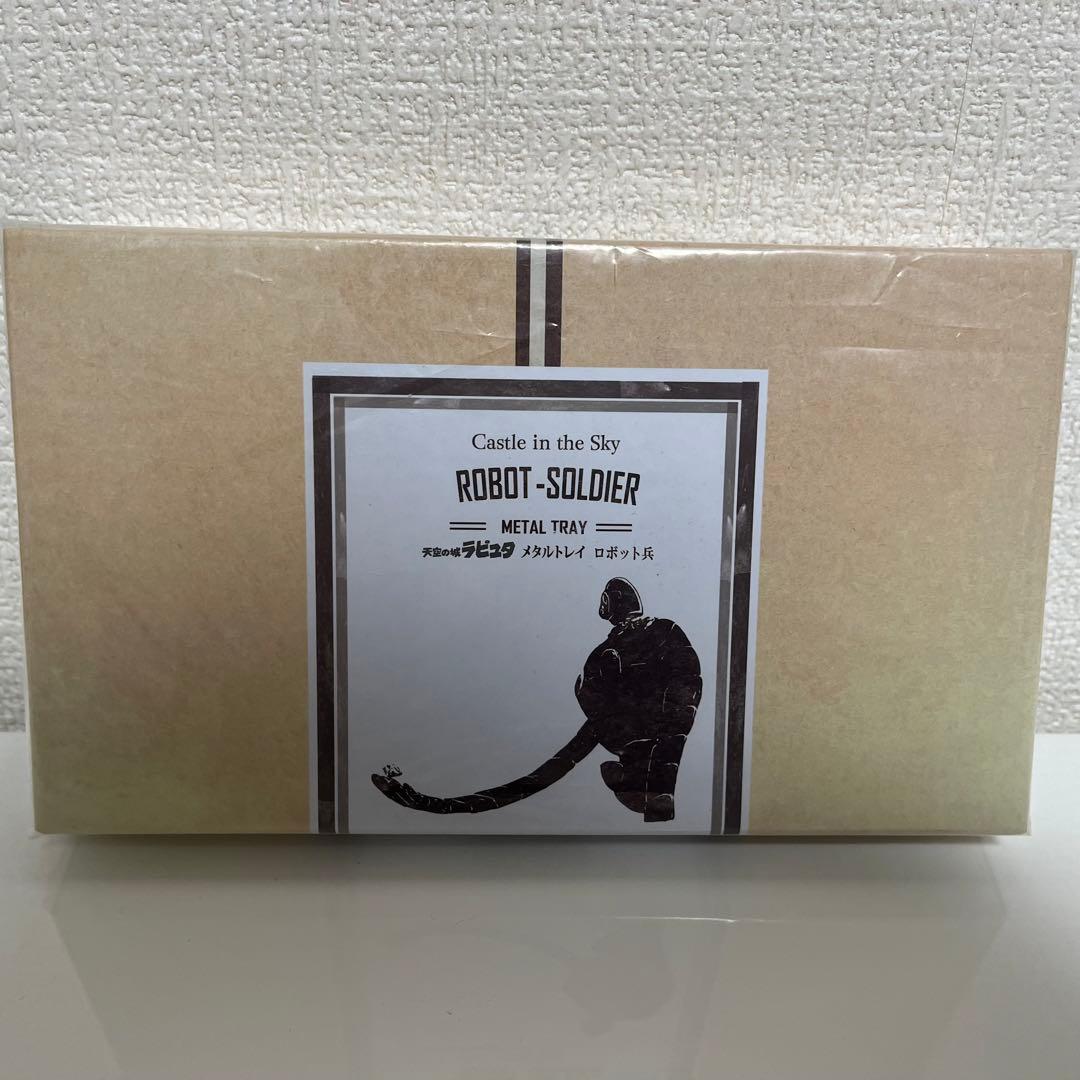 Castle in the Sky
ROBOT-SOLDIER
METAL TRAY
天空の城ラピュタ メタルトレイ ロボット兵